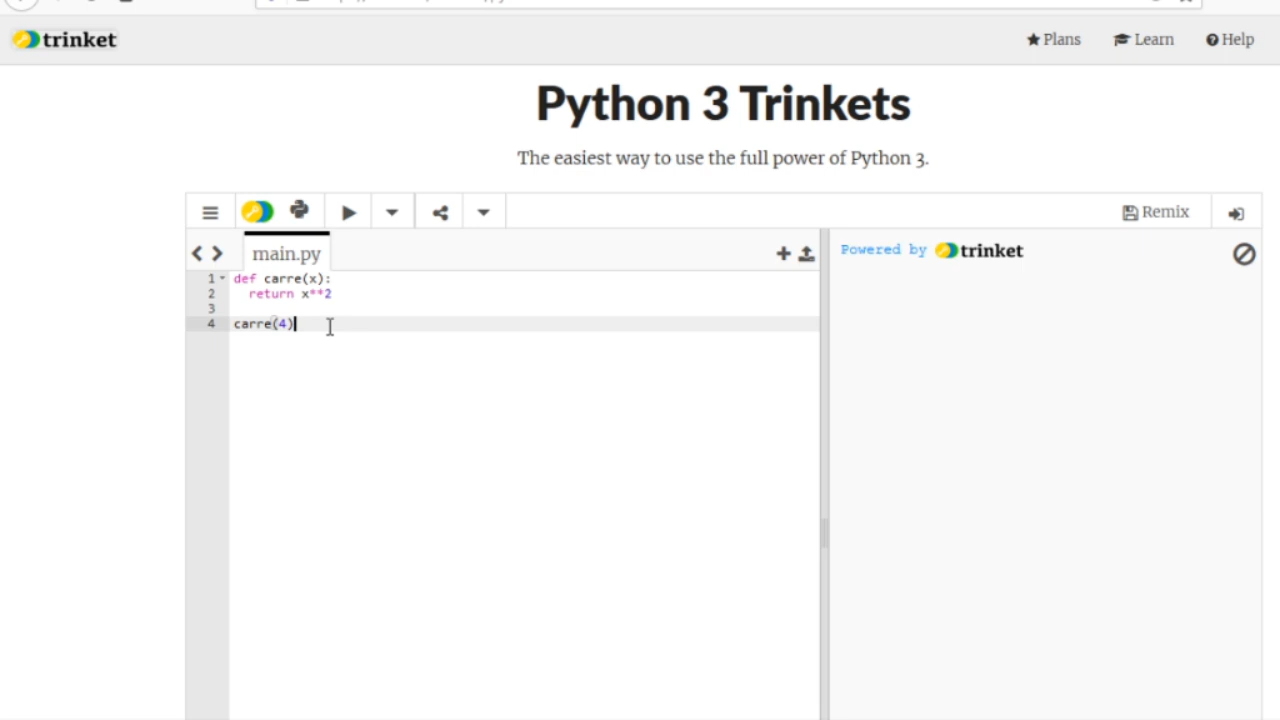 trinket
Plans
Learn
Help
Python 3 Trinkets
The easiest way to use the full power of Python 3.
Remix
main.py
Powered by trinket
1 def carre(x):
2 return x**2
3
4 carre(4)